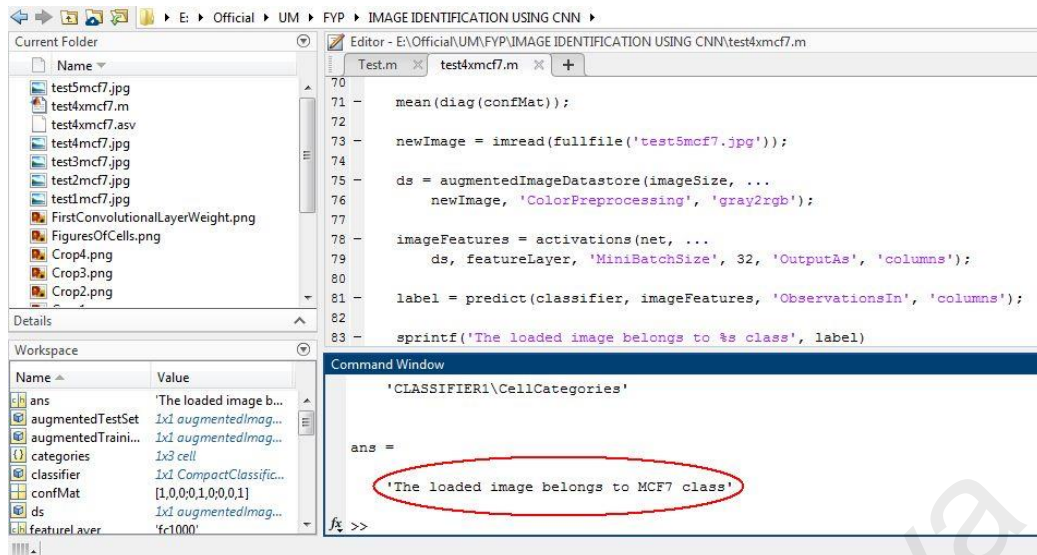 E: ▸ Official ▸ UM ▸ FYP ▸ IMAGE IDENTIFICATION USING CNN ▸
Current Folder
Name
test5mcf7.jpg
test4xmcf7.m
test4xmcf7.asv
test4mcf7.jpg
test3mcf7.jpg
test2mcf7.jpg
test1mcf7.jpg
FirstConvolutionalLayerWeight.png
FiguresOfCells.png
Crop4.png
Crop3.png
Crop2.png
Details
Workspace
Name Value
ans 'The loaded image b...
augmentedTestSet 1x1 augmentedImag...
augmentedTraini... 1x1 augmentedImag...
categories 1x3 cell
classifier 1x1 CompactClassific...
confMat [1,0,0;0,1,0;0,0,1]
ds 1x1 augmentedImag...
featureLayer 'fc1000'
Editor - E:\Official\UM\FYP\IMAGE IDENTIFICATION USING CNN\test4xmcf7.m
Test.m test4xmcf7.m
70
71 - mean(diag(confMat));
72
73 - newImage = imread(fullfile('test5mcf7.jpg'));
74
75 - ds = augmentedImageDatastore(imageSize, ...
76 newImage, 'ColorPreprocessing', 'gray2rgb');
77
78 - imageFeatures = activations(net, ...
79 ds, featureLayer, 'MiniBatchSize', 32, 'OutputAs', 'columns');
80
81 - label = predict(classifier, imageFeatures, 'ObservationsIn', 'columns');
82
83 - sprintf('The loaded image belongs to %s class', label)
Command Window
'CLASSIFIER1\CellCategories'
ans =
'The loaded image belongs to MCF7 class'
fx >>